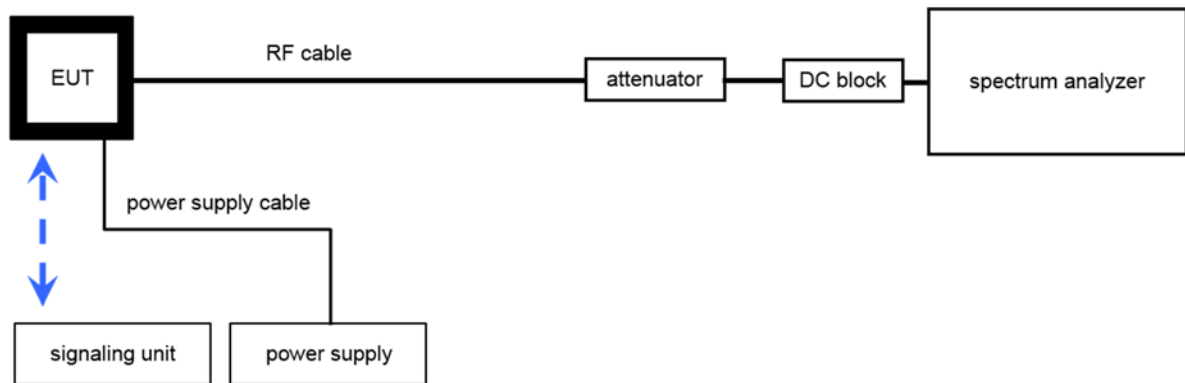 RF cable
EUT
attenuator
DC block
spectrum analyzer
power supply cable
signaling unit
power supply